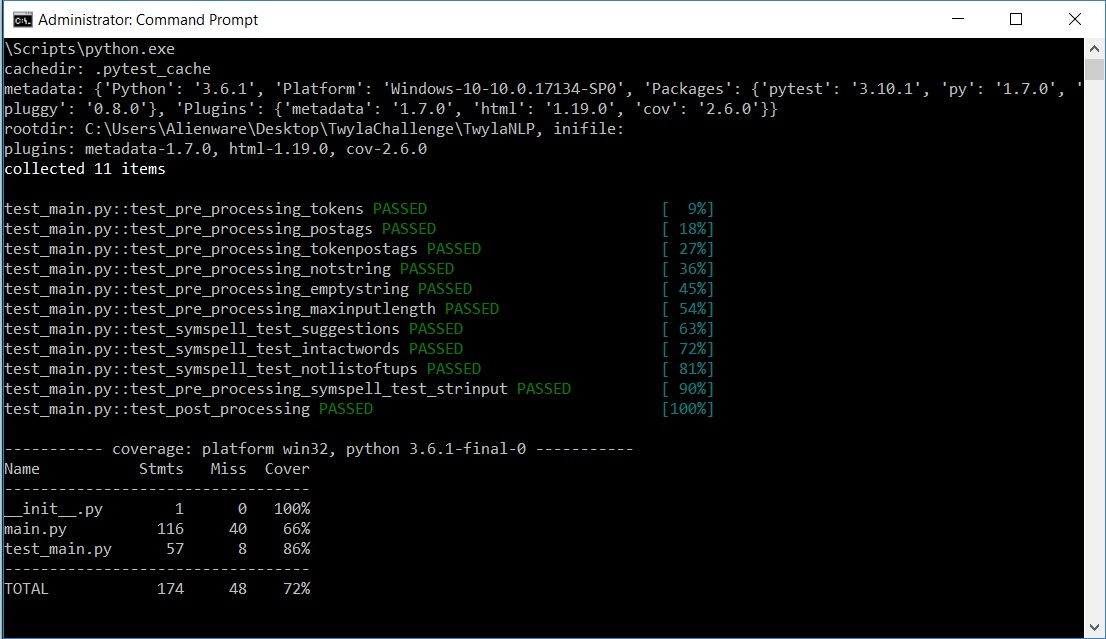 Administrator: Command Prompt
\Scripts\python.exe
cachedir: .pytest_cache
metadata: {'Python': '3.6.1', 'Platform': 'Windows-10-10.0.17134-SP0', 'Packages': {'pytest': '3.10.1', 'py': '1.7.0', '
pluggy': '0.8.0'}, 'Plugins': {'metadata': '1.7.0', 'html': '1.19.0', 'cov': '2.6.0'}}
rootdir: C:\Users\Alienware\Desktop\TwylaChallenge\TwylaNLP, inifile:
plugins: metadata-1.7.0, html-1.19.0, cov-2.6.0
collected 11 items
test_main.py::test_pre_processing_tokens PASSED [  9%]
test_main.py::test_pre_processing_postags PASSED [ 18%]
test_main.py::test_pre_processing_tokenpostags PASSED [ 27%]
test_main.py::test_pre_processing_notstring PASSED [ 36%]
test_main.py::test_pre_processing_emptystring PASSED [ 45%]
test_main.py::test_pre_processing_maxinputlength PASSED [ 54%]
test_main.py::test_symspell_test_suggestions PASSED [ 63%]
test_main.py::test_symspell_test_intactwords PASSED [ 72%]
test_main.py::test_symspell_test_notlistoftups PASSED [ 81%]
test_main.py::test_pre_processing_symspell_test_strinput PASSED [ 90%]
test_main.py::test_post_processing PASSED [100%]
----------- coverage: platform win32, python 3.6.1-final-0 -----------
Name Stmts Miss Cover
----------------------------------
__init__.py 1 0 100%
main.py 116 40 66%
test_main.py 57 8 86%
----------------------------------
TOTAL 174 48 72%